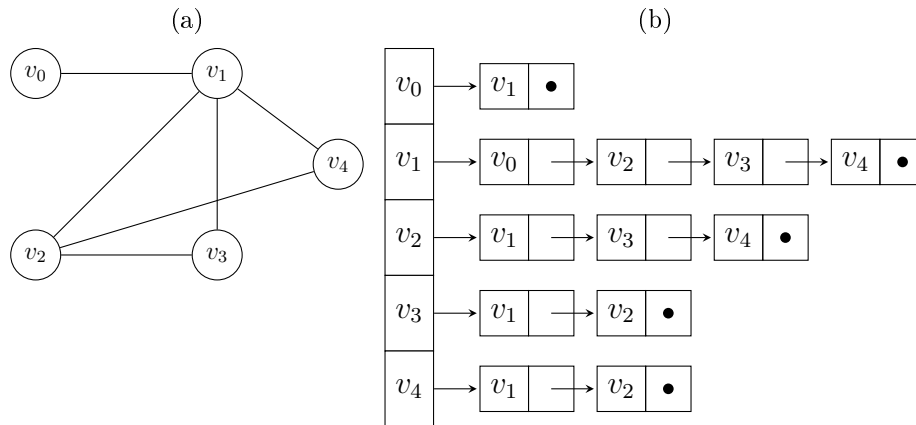 (a)
v₀ v₁
v₄
v₂ v₃
(b)
v₀ v₁
v₁ v₀ v₂ v₃ v₄
v₂ v₁ v₃ v₄
v₃ v₁ v₂
v₄ v₁ v₂